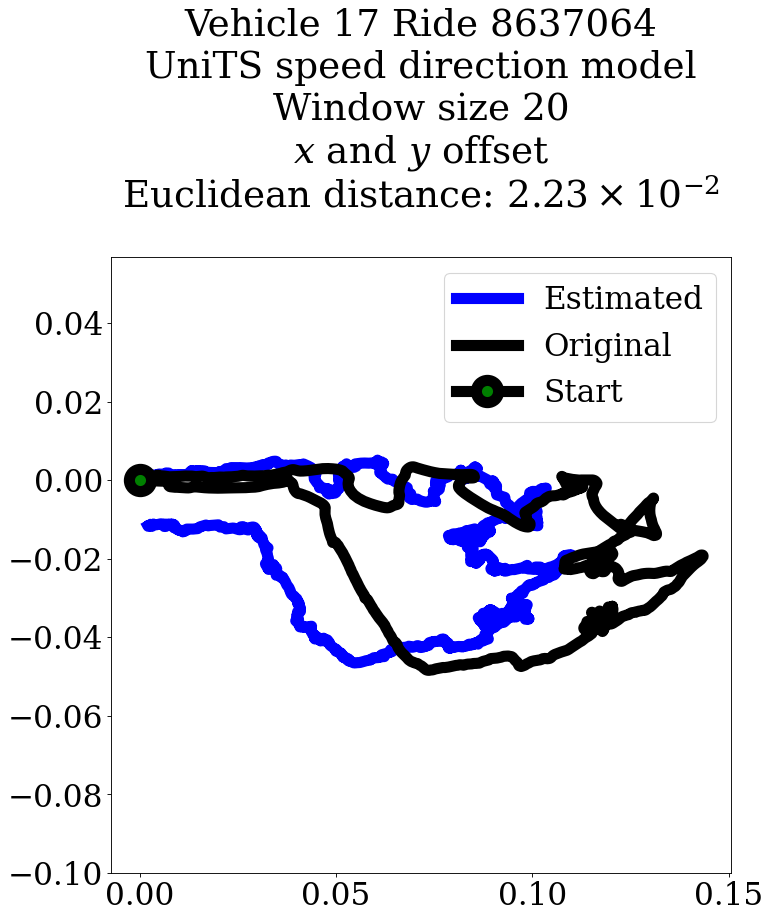 Vehicle 17 Ride 8637064
UniTS speed direction model
Window size 20
x and y offset
Euclidean distance: 2.23 × 10⁻²
Estimated
Original
Start
0.04
0.02
0.00
−0.02
−0.04
−0.06
−0.08
−0.10
0.00 0.05 0.10 0.15